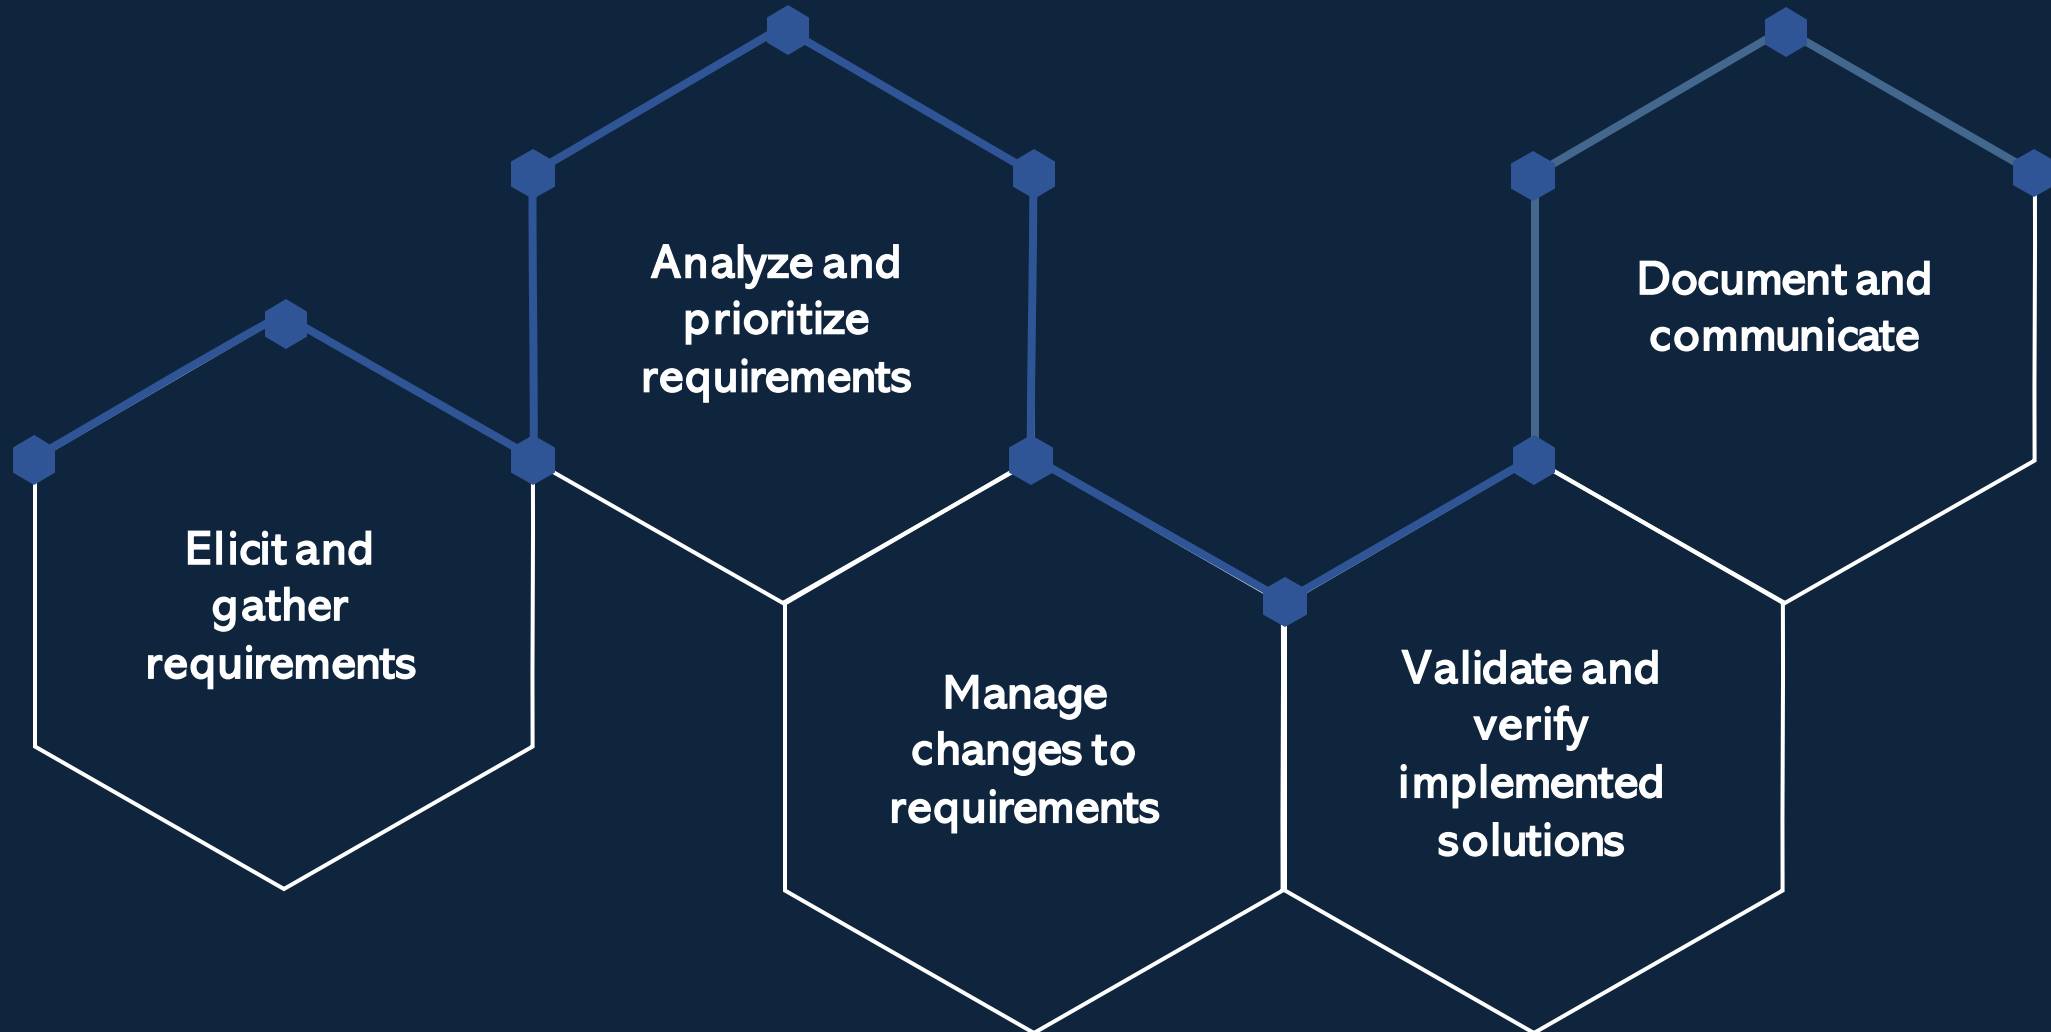 Elicit and
gather
requirements
Analyze and
prioritize
requirements
Manage
changes to
requirements
Validate and
verify
implemented
solutions
Document and
communicate